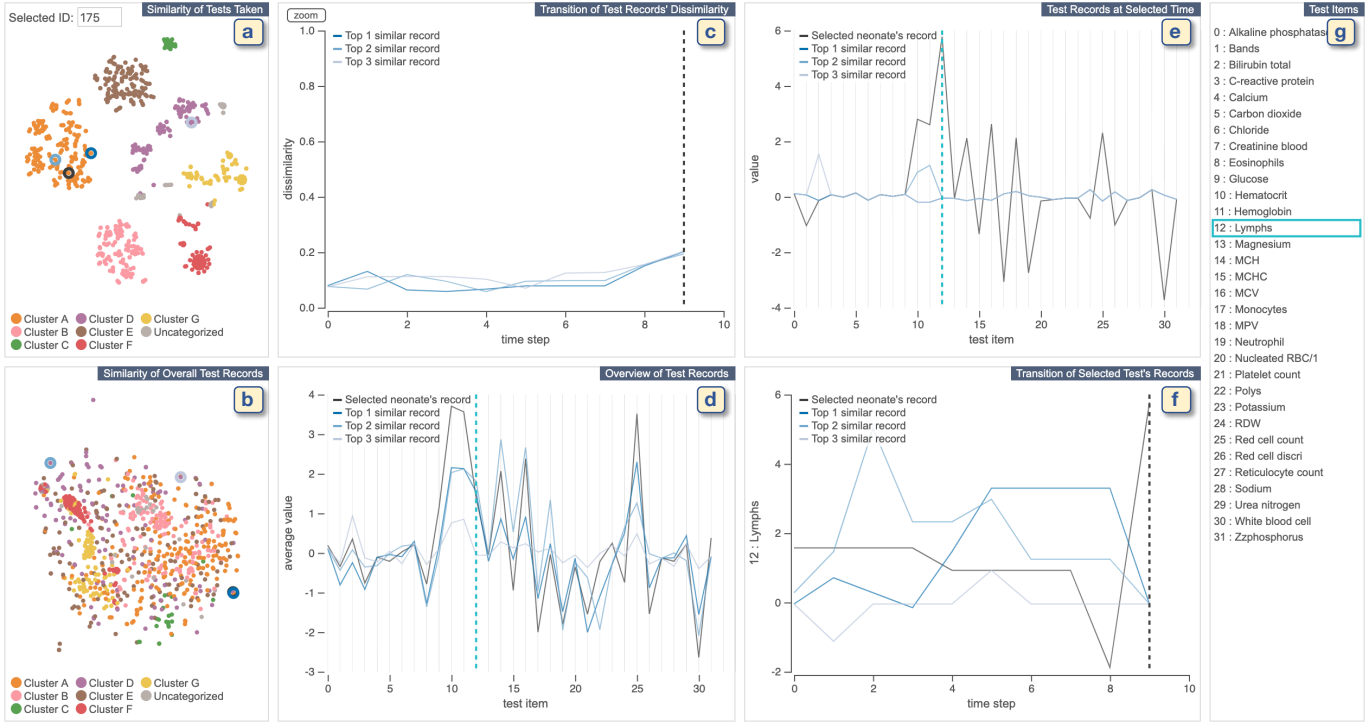 Selected ID: 175
Similarity of Tests Taken
a
Cluster A Cluster D Cluster G
Cluster B Cluster E Uncategorized
Cluster C Cluster F
zoom
Transition of Test Records' Dissimilarity
c
Top 1 similar record
Top 2 similar record
Top 3 similar record
1.0
0.8
0.6
0.4
0.2
0.0
dissimilarity
0 2 4 6 8 10
time step
Test Records at Selected Time
e
Selected neonate's record
Top 1 similar record
Top 2 similar record
Top 3 similar record
6
4
2
0
-2
-4
value
0 5 10 15 20 25 30
test item
Similarity of Overall Test Records
b
Cluster A Cluster D Cluster G
Cluster B Cluster E Uncategorized
Cluster C Cluster F
Overview of Test Records
d
Selected neonate's record
Top 1 similar record
Top 2 similar record
Top 3 similar record
4
3
2
1
0
-1
-2
-3
average value
0 5 10 15 20 25 30
test item
Transition of Selected Test's Records
f
Selected neonate's record
Top 1 similar record
Top 2 similar record
Top 3 similar record
6
4
2
0
-2
12 : Lymphs
0 2 4 6 8 10
time step
Test Items
g
0 : Alkaline phosphatase
1 : Bands
2 : Bilirubin total
3 : C-reactive protein
4 : Calcium
5 : Carbon dioxide
6 : Chloride
7 : Creatinine blood
8 : Eosinophils
9 : Glucose
10 : Hematocrit
11 : Hemoglobin
12 : Lymphs
13 : Magnesium
14 : MCH
15 : MCHC
16 : MCV
17 : Monocytes
18 : MPV
19 : Neutrophil
20 : Nucleated RBC/1
21 : Platelet count
22 : Polys
23 : Potassium
24 : RDW
25 : Red cell count
26 : Red cell discri
27 : Reticulocyte count
28 : Sodium
29 : Urea nitrogen
30 : White blood cell
31 : Zzphosphorus